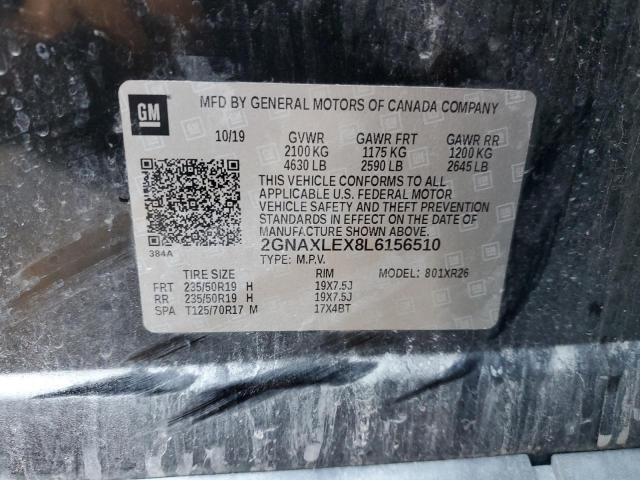 GM
MFD BY GENERAL MOTORS OF CANADA COMPANY
10/19 GVWR GAWR FRT GAWR RR
2100 KG 1175 KG 1200 KG
4630 LB 2590 LB 2645 LB
THIS VEHICLE CONFORMS TO ALL
APPLICABLE U.S. FEDERAL MOTOR
VEHICLE SAFETY AND THEFT PREVENTION
STANDARDS IN EFFECT ON THE DATE OF
MANUFACTURE SHOWN ABOVE.
384A 2GNAXLEX8L6156510
TYPE: M.P.V.
TIRE SIZE RIM MODEL: 801XR26
FRT 235/50R19 H 19X7.5J
RR 235/50R19 H 19X7.5J
SPA T125/70R17 M 17X4BT